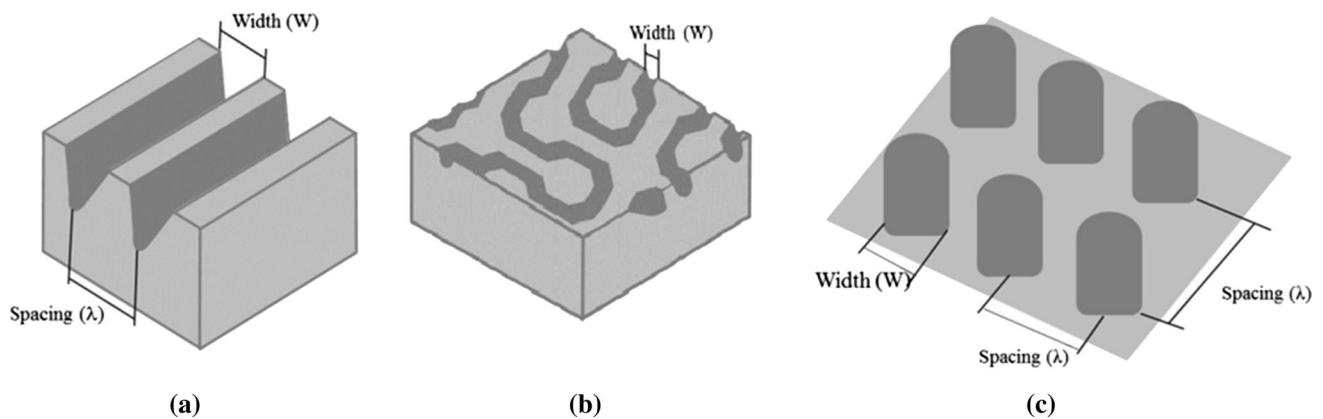 Width (W)
Spacing (λ)
(a)
Width (W)
(b)
Width (W)
Spacing (λ)
Spacing (λ)
(c)